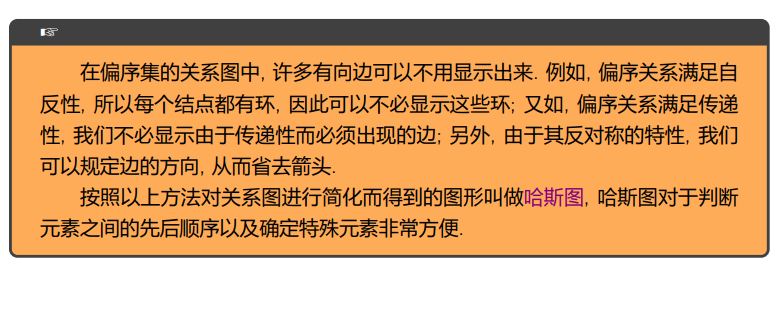 在偏序集的关系图中, 许多有向边可以不用显示出来. 例如, 偏序关系满足自
反性, 所以每个结点都有环, 因此可以不必显示这些环; 又如, 偏序关系满足传递
性, 我们不必显示由于传递性而必须出现的边; 另外, 由于其反对称的特性, 我们
可以规定边的方向, 从而省去箭头.
按照以上方法对关系图进行简化而得到的图形叫做哈斯图, 哈斯图对于判断
元素之间的先后顺序以及确定特殊元素非常方便.